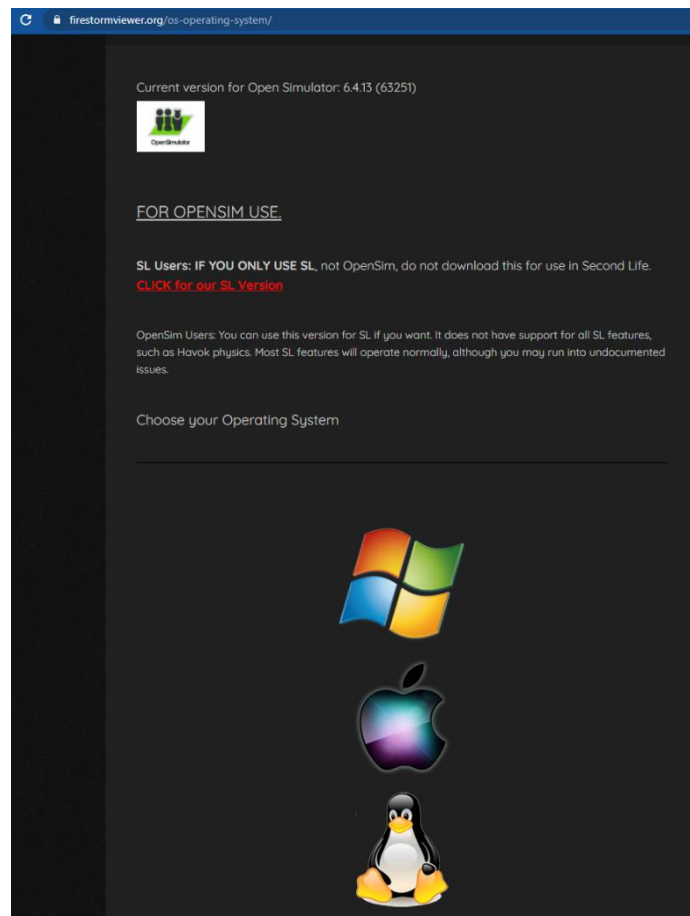 firestormviewer.org/os-operating-system/
Current version for Open Simulator: 6.4.13 (63251)
OpenSimulator
FOR OPENSIM USE.
SL Users: IF YOU ONLY USE SL, not OpenSim, do not download this for use in Second Life.
CLICK for our SL Version
OpenSim Users: You can use this version for SL if you want. It does not have support for all SL features,
such as Havok physics. Most SL features will operate normally, although you may run into undocumented
issues.
Choose your Operating System